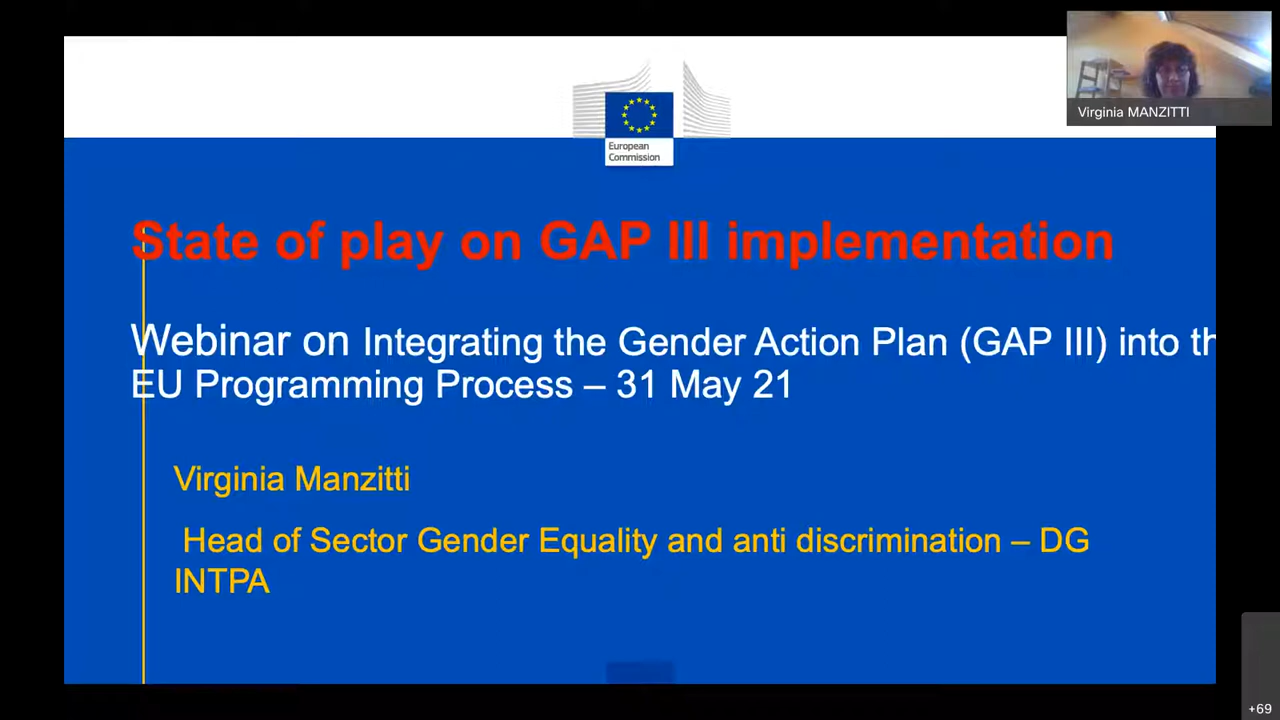 Virginia MANZITTI
European
Commission
State of play on GAP III implementation
Webinar on Integrating the Gender Action Plan (GAP III) into th
EU Programming Process – 31 May 21
Virginia Manzitti
Head of Sector Gender Equality and anti discrimination – DG
INTPA
+69